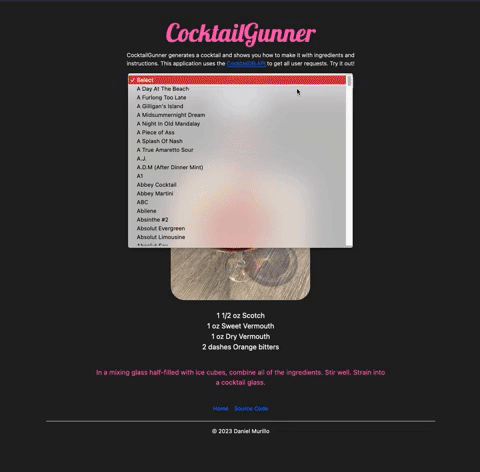 CocktailGunner
CocktailGunner generates a cocktail and shows you how to make it with ingredients and
instructions. This application uses the CocktailDB API to get all user requests. Try it out!
✓ Select
A Day At The Beach
A Furlong Too Late
A Gilligan's Island
A Midsummernight Dream
A Night In Old Mandalay
A Piece of Ass
A Splash Of Nash
A True Amaretto Sour
A.J.
A.D.M (After Dinner Mint)
A1
Abbey Cocktail
Abbey Martini
ABC
Abilene
Absinthe #2
Absolut Evergreen
Absolut Limousine
1 1/2 oz Scotch
1 oz Sweet Vermouth
1 oz Dry Vermouth
2 dashes Orange bitters
In a mixing glass half-filled with ice cubes, combine all of the ingredients. Stir well. Strain into
a cocktail glass.
Home Source Code
© 2023 Daniel Murillo